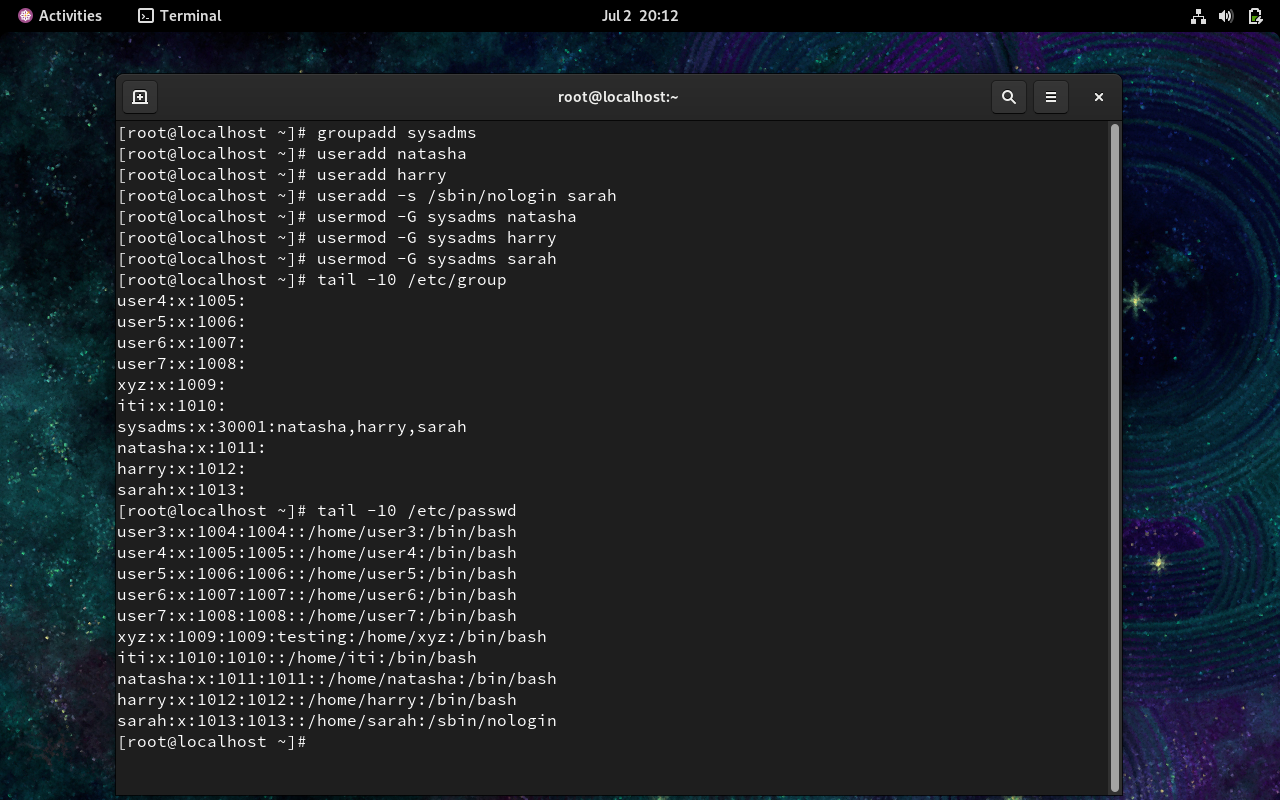 Activities
Terminal
Jul 2 20:12
root@localhost:~
[root@localhost ~]# groupadd sysadms
[root@localhost ~]# useradd natasha
[root@localhost ~]# useradd harry
[root@localhost ~]# useradd -s /sbin/nologin sarah
[root@localhost ~]# usermod -G sysadms natasha
[root@localhost ~]# usermod -G sysadms harry
[root@localhost ~]# usermod -G sysadms sarah
[root@localhost ~]# tail -10 /etc/group
user4:x:1005:
user5:x:1006:
user6:x:1007:
user7:x:1008:
xyz:x:1009:
iti:x:1010:
sysadms:x:30001:natasha,harry,sarah
natasha:x:1011:
harry:x:1012:
sarah:x:1013:
[root@localhost ~]# tail -10 /etc/passwd
user3:x:1004:1004::/home/user3:/bin/bash
user4:x:1005:1005::/home/user4:/bin/bash
user5:x:1006:1006::/home/user5:/bin/bash
user6:x:1007:1007::/home/user6:/bin/bash
user7:x:1008:1008::/home/user7:/bin/bash
xyz:x:1009:1009:testing:/home/xyz:/bin/bash
iti:x:1010:1010::/home/iti:/bin/bash
natasha:x:1011:1011::/home/natasha:/bin/bash
harry:x:1012:1012::/home/harry:/bin/bash
sarah:x:1013:1013::/home/sarah:/sbin/nologin
[root@localhost ~]#